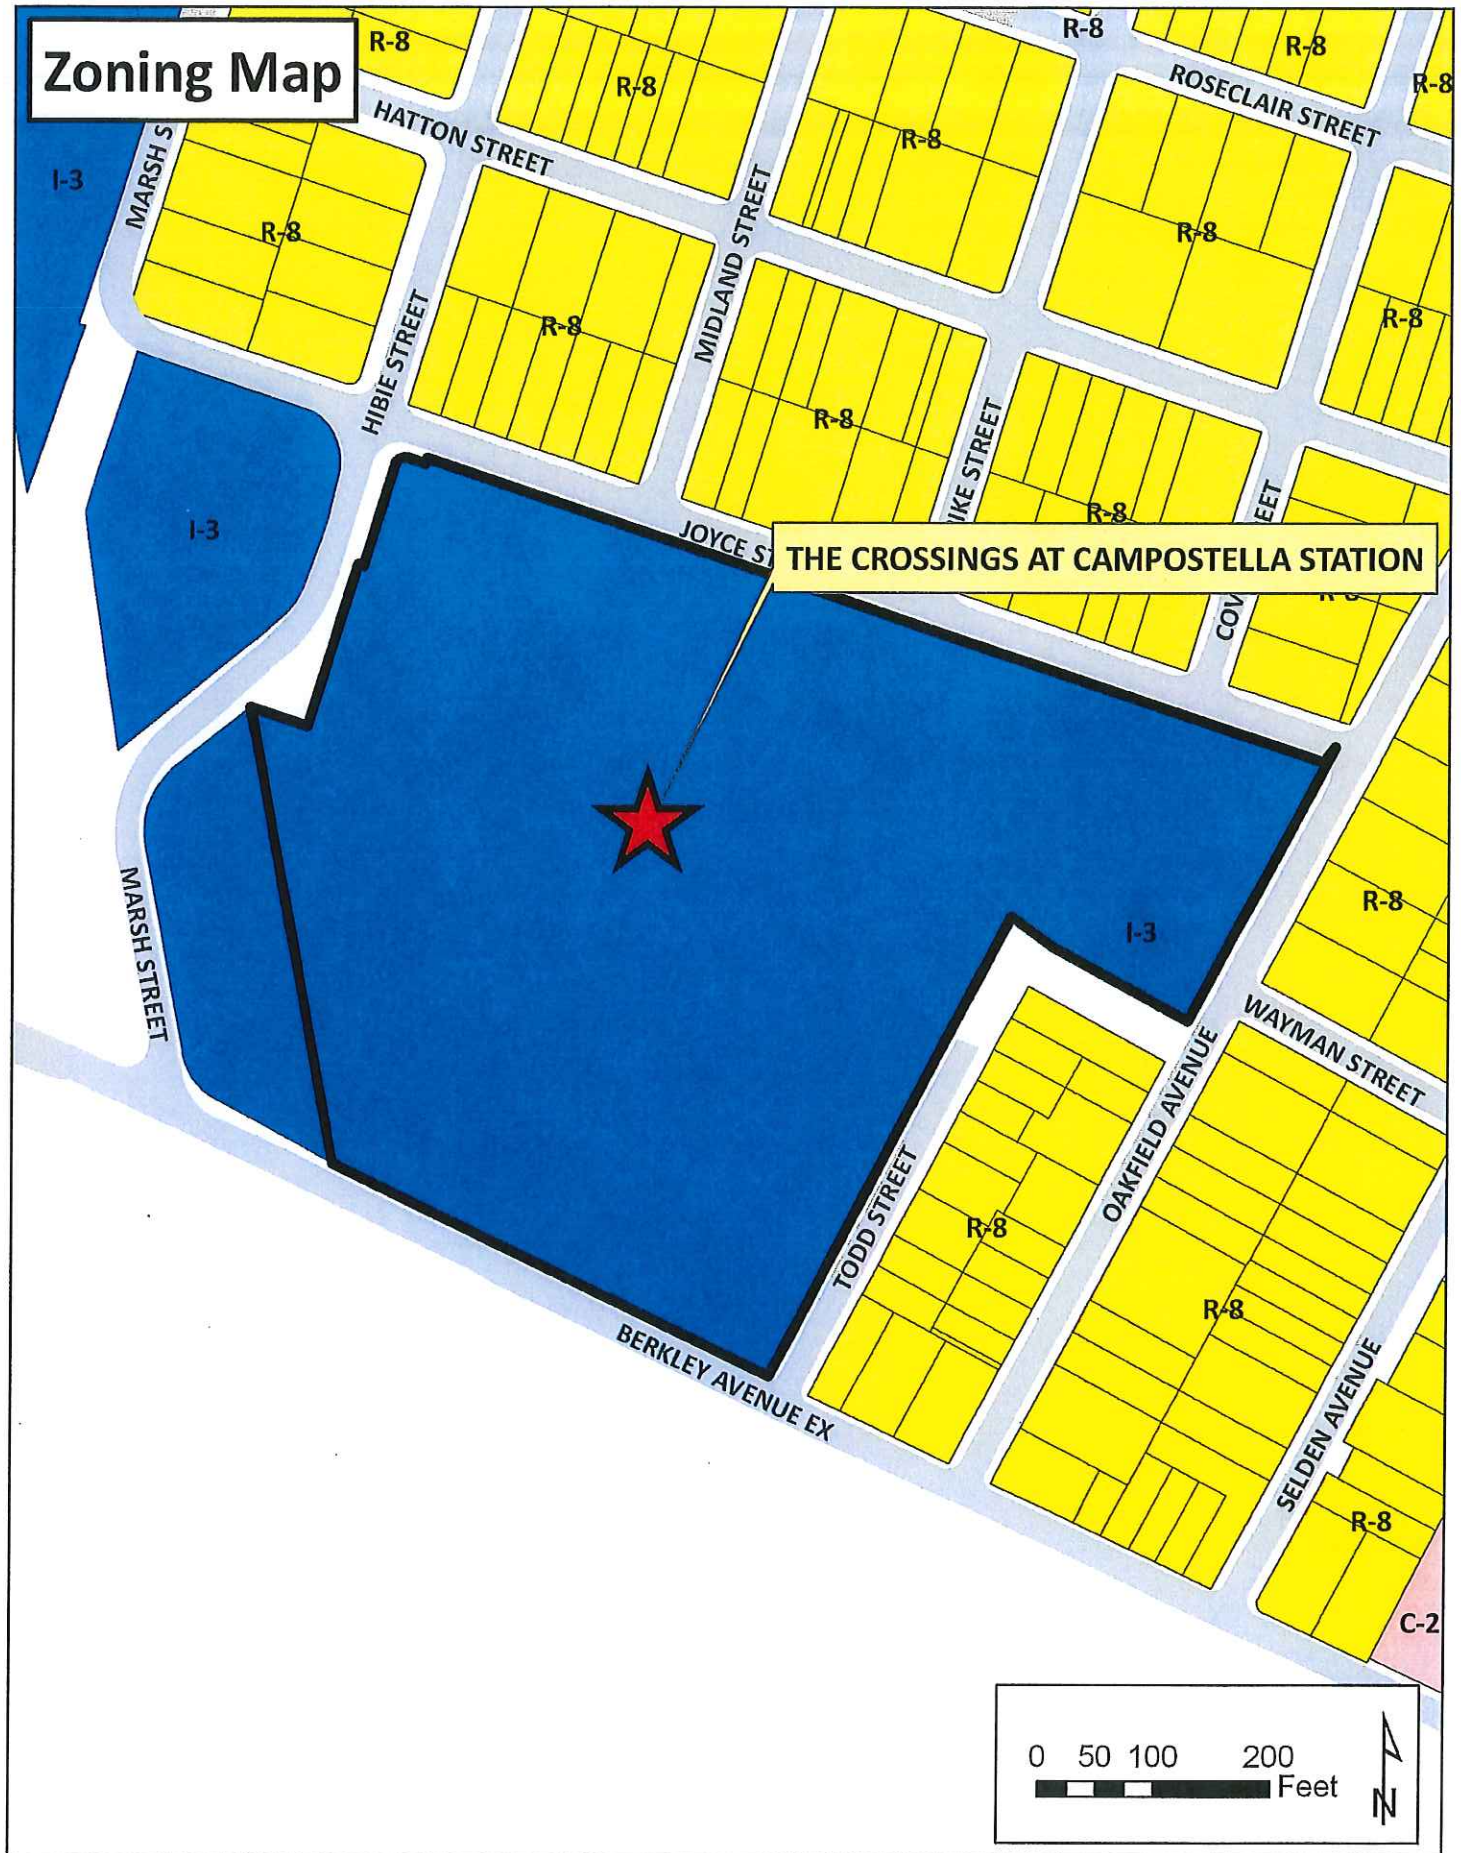 Zoning Map
R-8
R-8
R-8
R-8
R-8
ROSECLAIR STREET
HATTON STREET
R-8
I-3
MARSH S
R-8
R-8
MIDLAND STREET
HIBIE STREET
R-8
R-8
R-8
IKE STREET
R-8
EET
I-3
JOYCE ST
THE CROSSINGS AT CAMPOSTELLA STATION
COV
R-8
I-3
MARSH STREET
WAYMAN STREET
OAKFIELD AVENUE
TODD STREET
R-8
R-8
BERKLEY AVENUE EX
SELDEN AVENUE
R-8
C-2
0 50 100 200
Feet
N